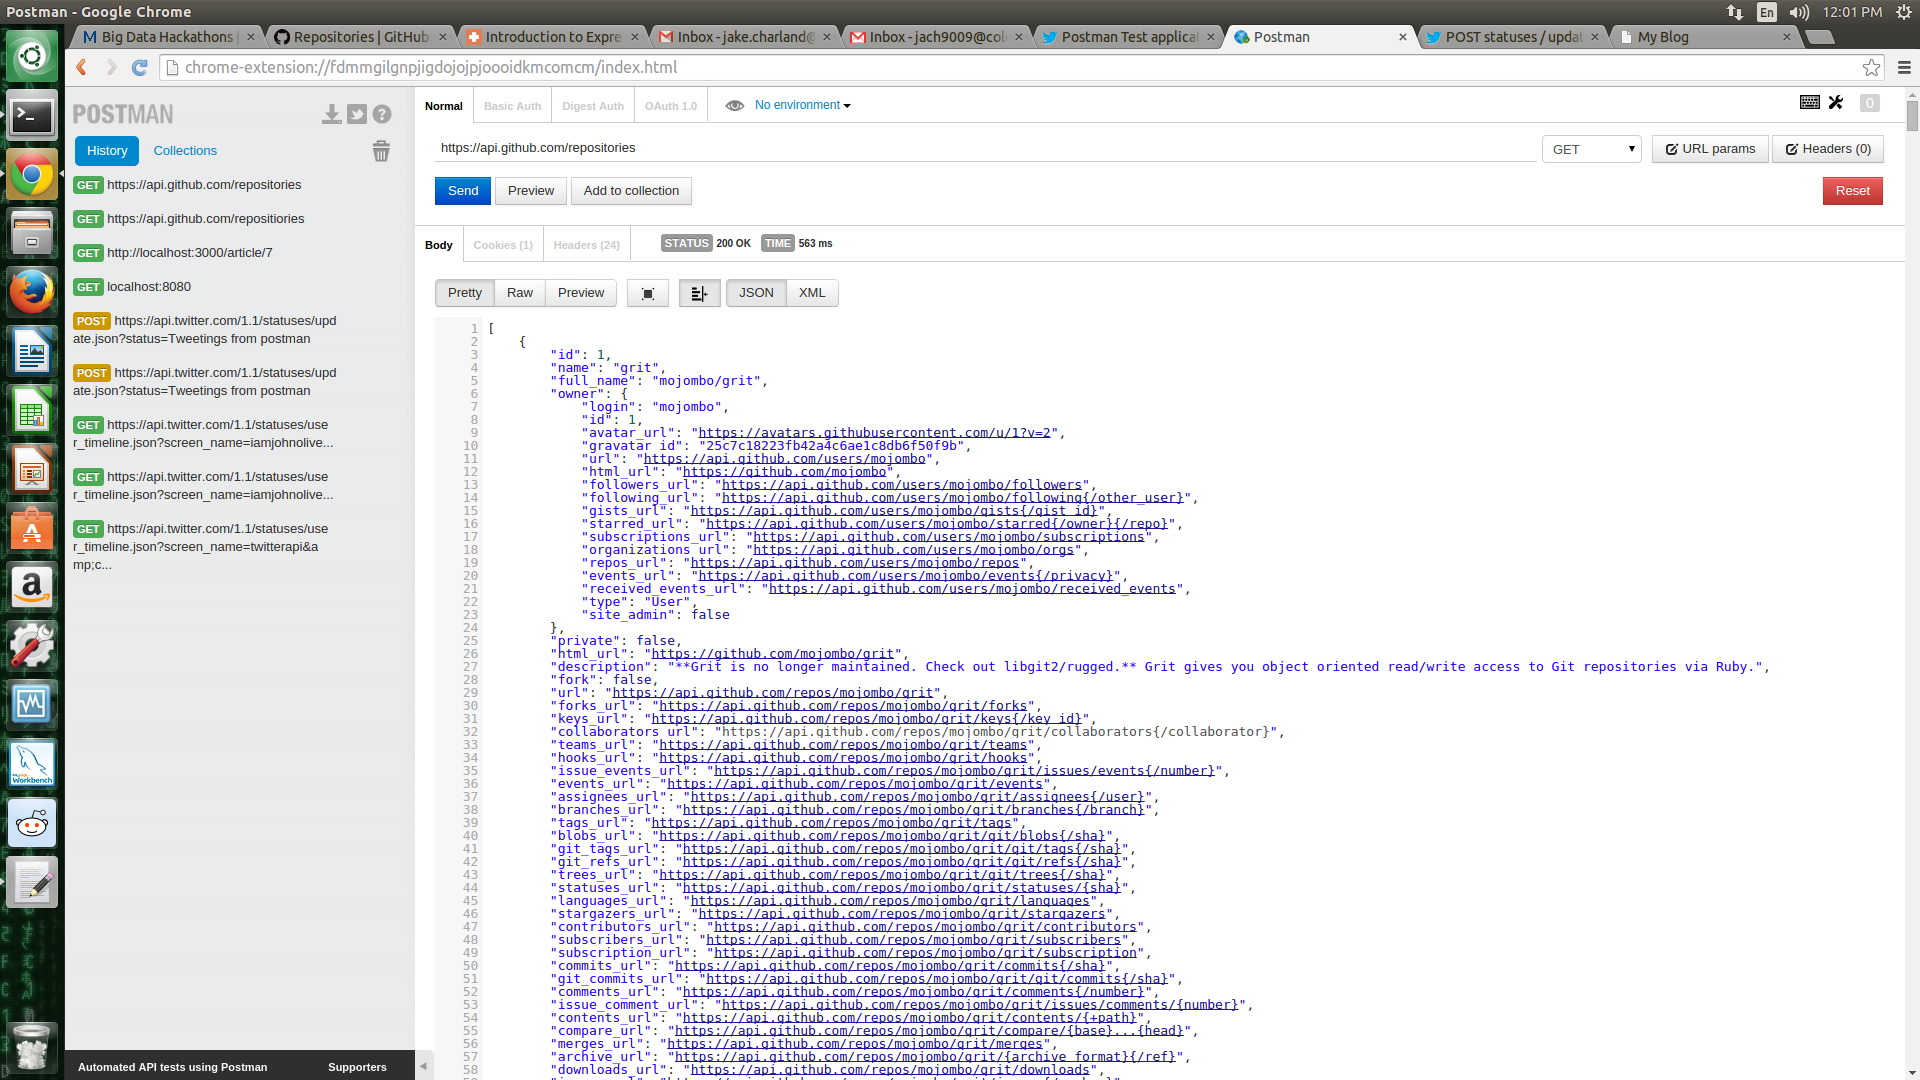 Postman - Google Chrome
En
12:01 PM
Big Data Hackathons
Repositories | GitHub
Introduction to Expre
Inbox - jake.charland@
Inbox - jach9009@col
Postman Test applicat
Postman
POST statuses / updat
My Blog
chrome-extension://fdmmgilgnpjigdojojpjoooidkmcomcm/index.html
POSTMAN
History
Collections
GET https://api.github.com/repositories
GET https://api.github.com/repositiories
GET http://localhost:3000/article/7
GET localhost:8080
POST https://api.twitter.com/1.1/statuses/upd
ate.json?status=Tweetings from postman
POST https://api.twitter.com/1.1/statuses/upd
ate.json?status=Tweetings from postman
GET https://api.twitter.com/1.1/statuses/use
r_timeline.json?screen_name=iamjohnolive...
GET https://api.twitter.com/1.1/statuses/use
r_timeline.json?screen_name=iamjohnolive...
GET https://api.twitter.com/1.1/statuses/use
r_timeline.json?screen_name=twitterapi&a
mp;c...
Automated API tests using Postman
Supporters
Normal
Basic Auth
Digest Auth
OAuth 1.0
No environment
0
https://api.github.com/repositories
GET
URL params
Headers (0)
Send
Preview
Add to collection
Reset
Body
Cookies (1)
Headers (24)
STATUS 200 OK
TIME 563 ms
Pretty
Raw
Preview
JSON
XML
1 [
2 {
3 "id": 1,
4 "name": "grit",
5 "full_name": "mojombo/grit",
6 "owner": {
7 "login": "mojombo",
8 "id": 1,
9 "avatar_url": "https://avatars.githubusercontent.com/u/1?v=2",
10 "gravatar_id": "25c7c18223fb42a4c6ae1c8db6f50f9b",
11 "url": "https://api.github.com/users/mojombo",
12 "html_url": "https://github.com/mojombo",
13 "followers_url": "https://api.github.com/users/mojombo/followers",
14 "following_url": "https://api.github.com/users/mojombo/following{/other_user}",
15 "gists_url": "https://api.github.com/users/mojombo/gists{/gist_id}",
16 "starred_url": "https://api.github.com/users/mojombo/starred{/owner}{/repo}",
17 "subscriptions_url": "https://api.github.com/users/mojombo/subscriptions",
18 "organizations_url": "https://api.github.com/users/mojombo/orgs",
19 "repos_url": "https://api.github.com/users/mojombo/repos",
20 "events_url": "https://api.github.com/users/mojombo/events{/privacy}",
21 "received_events_url": "https://api.github.com/users/mojombo/received_events",
22 "type": "User",
23 "site_admin": false
24 },
25 "private": false,
26 "html_url": "https://github.com/mojombo/grit",
27 "description": "**Grit is no longer maintained. Check out libgit2/rugged.** Grit gives you object oriented read/write access to Git repositories via Ruby.",
28 "fork": false,
29 "url": "https://api.github.com/repos/mojombo/grit",
30 "forks_url": "https://api.github.com/repos/mojombo/grit/forks",
31 "keys_url": "https://api.github.com/repos/mojombo/grit/keys{/key_id}",
32 "collaborators_url": "https://api.github.com/repos/mojombo/grit/collaborators{/collaborator}",
33 "teams_url": "https://api.github.com/repos/mojombo/grit/teams",
34 "hooks_url": "https://api.github.com/repos/mojombo/grit/hooks",
35 "issue_events_url": "https://api.github.com/repos/mojombo/grit/issues/events{/number}",
36 "events_url": "https://api.github.com/repos/mojombo/grit/events",
37 "assignees_url": "https://api.github.com/repos/mojombo/grit/assignees{/user}",
38 "branches_url": "https://api.github.com/repos/mojombo/grit/branches{/branch}",
39 "tags_url": "https://api.github.com/repos/mojombo/grit/tags",
40 "blobs_url": "https://api.github.com/repos/mojombo/grit/git/blobs{/sha}",
41 "git_tags_url": "https://api.github.com/repos/mojombo/grit/git/tags{/sha}",
42 "git_refs_url": "https://api.github.com/repos/mojombo/grit/git/refs{/sha}",
43 "trees_url": "https://api.github.com/repos/mojombo/grit/git/trees{/sha}",
44 "statuses_url": "https://api.github.com/repos/mojombo/grit/statuses/{sha}",
45 "languages_url": "https://api.github.com/repos/mojombo/grit/languages",
46 "stargazers_url": "https://api.github.com/repos/mojombo/grit/stargazers",
47 "contributors_url": "https://api.github.com/repos/mojombo/grit/contributors",
48 "subscribers_url": "https://api.github.com/repos/mojombo/grit/subscribers",
49 "subscription_url": "https://api.github.com/repos/mojombo/grit/subscription",
50 "commits_url": "https://api.github.com/repos/mojombo/grit/commits{/sha}",
51 "git_commits_url": "https://api.github.com/repos/mojombo/grit/git/commits{/sha}",
52 "comments_url": "https://api.github.com/repos/mojombo/grit/comments{/number}",
53 "issue_comment_url": "https://api.github.com/repos/mojombo/grit/issues/comments/{number}",
54 "contents_url": "https://api.github.com/repos/mojombo/grit/contents/{+path}",
55 "compare_url": "https://api.github.com/repos/mojombo/grit/compare/{base}...{head}",
56 "merges_url": "https://api.github.com/repos/mojombo/grit/merges",
57 "archive_url": "https://api.github.com/repos/mojombo/grit/{archive_format}{/ref}",
58 "downloads_url": "https://api.github.com/repos/mojombo/grit/downloads",